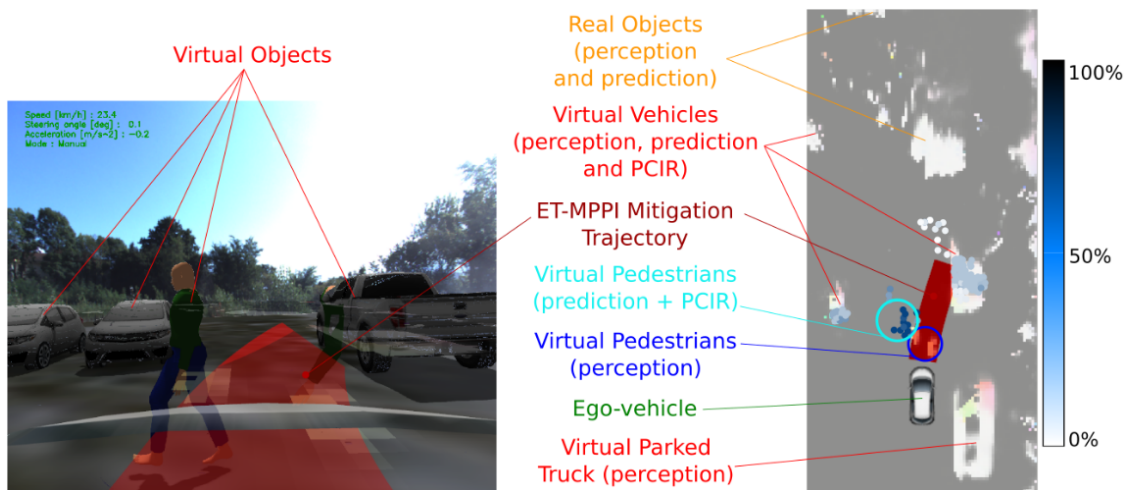 Virtual Objects
Speed [km/h] : 23.4
Steering angle [deg] : 0.1
Acceleration [m/s~2] : -0.2
Mode : Manual
Real Objects
(perception
and prediction)
Virtual Vehicles
(perception, prediction
and PCIR)
ET-MPPI Mitigation
Trajectory
Virtual Pedestrians
(prediction + PCIR)
Virtual Pedestrians
(perception)
Ego-vehicle
Virtual Parked
Truck (perception)
100%
50%
0%